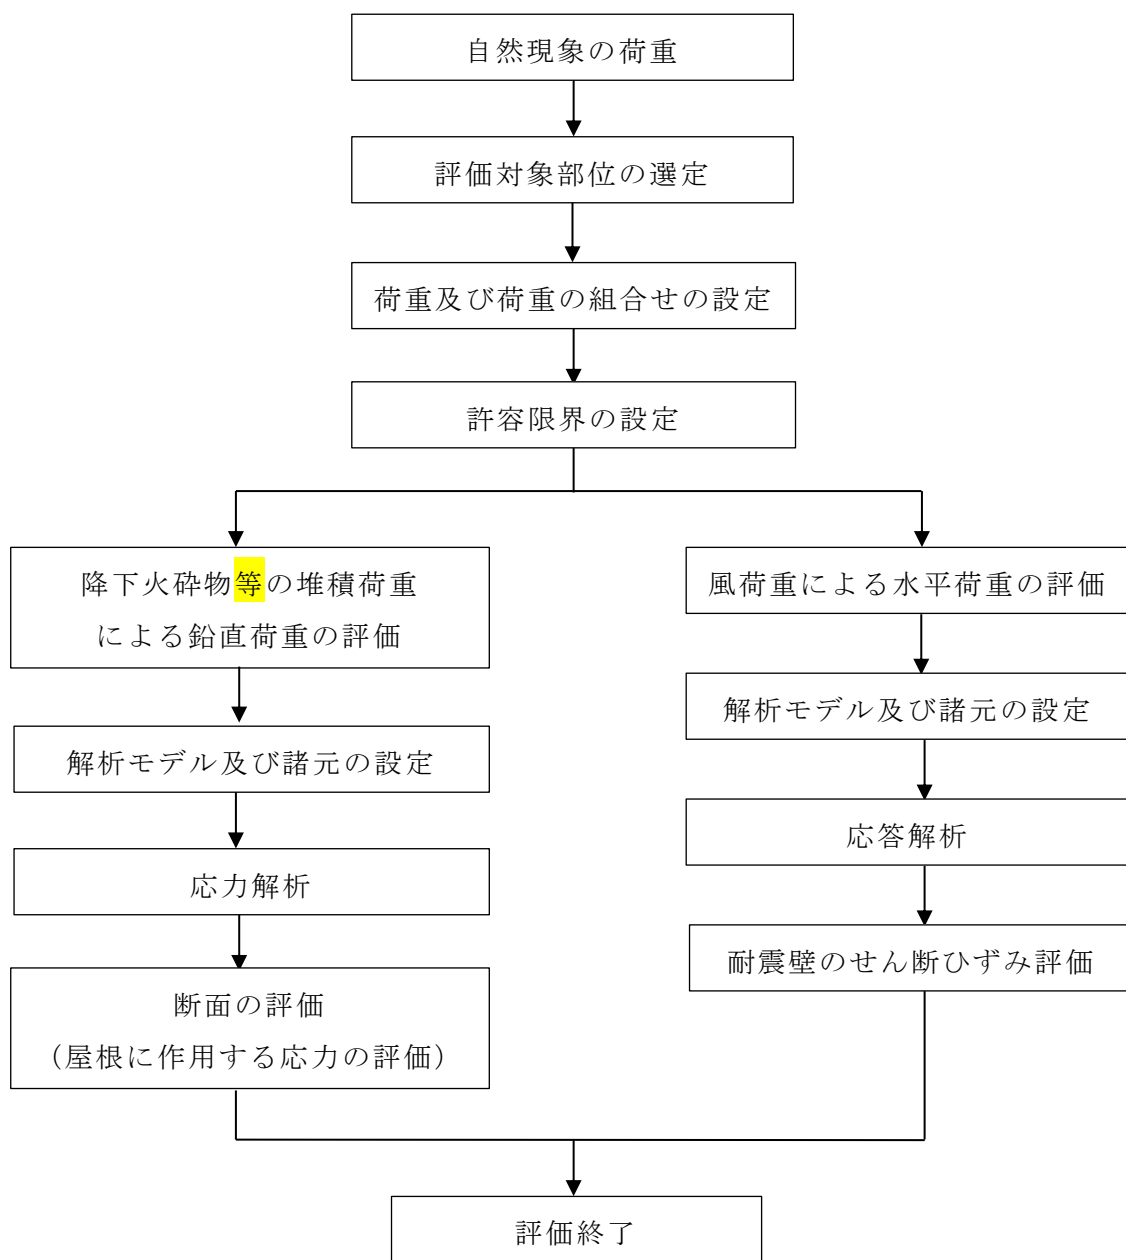 自然現象の荷重
評価対象部位の選定
荷重及び荷重の組合せの設定
許容限界の設定
降下火砕物等の堆積荷重
による鉛直荷重の評価
解析モデル及び諸元の設定
応力解析
断面の評価
（屋根に作用する応力の評価）
風荷重による水平荷重の評価
解析モデル及び諸元の設定
応答解析
耐震壁のせん断ひずみ評価
評価終了